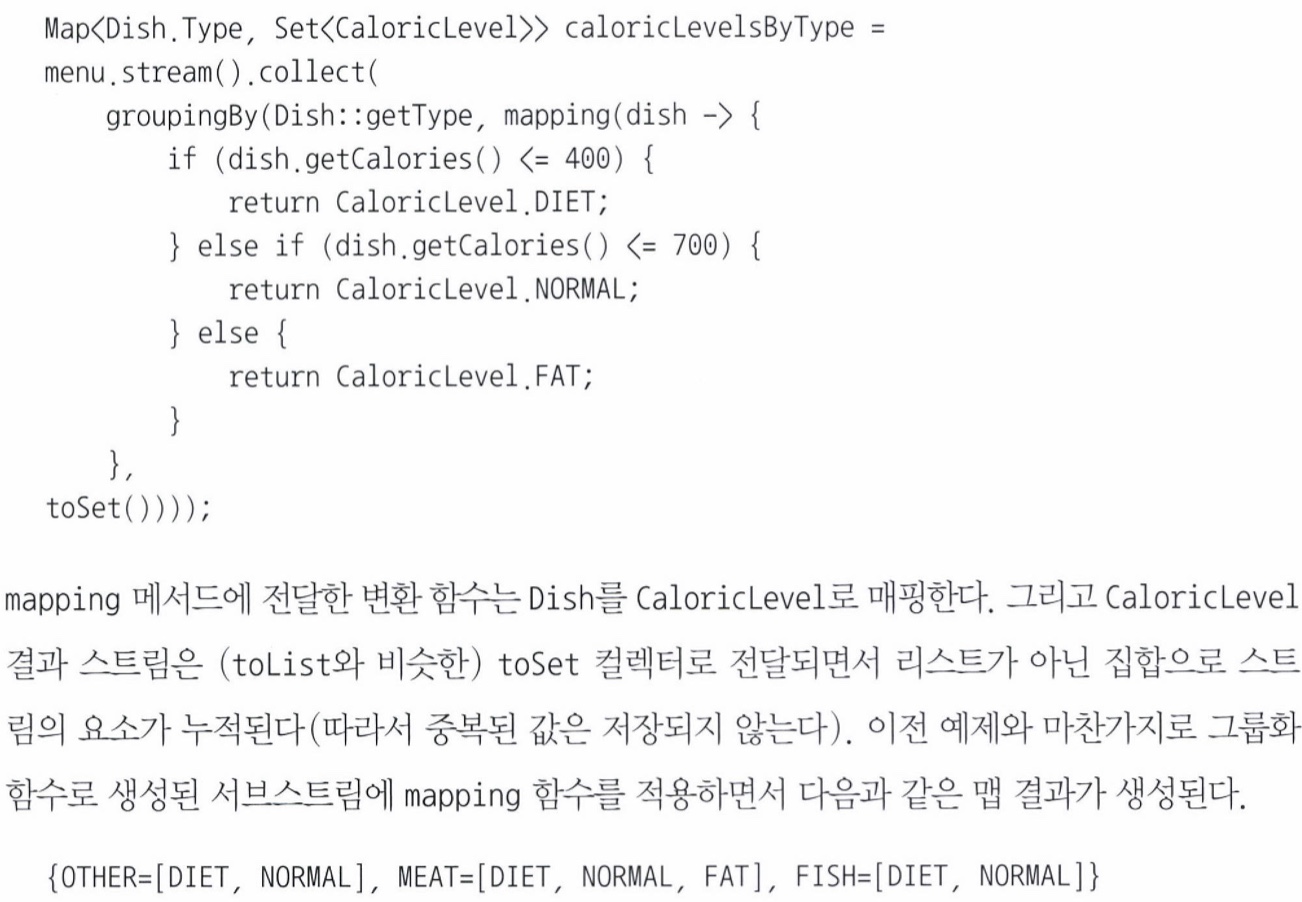 Map<Dish.Type, Set<CaloricLevel>> caloricLevelsByType =
menu.stream().collect(
    groupingBy(Dish::getType, mapping(dish -> {
        if (dish.getCalories() <= 400) {
            return CaloricLevel.DIET;
        } else if (dish.getCalories() <= 700) {
            return CaloricLevel.NORMAL;
        } else {
            return CaloricLevel.FAT;
        }
    },
toSet())));
mapping 메서드에 전달한 변환 함수는 Dish를 CaloricLevel로 매핑한다. 그리고 CaloricLevel
결과 스트림은 (toList와 비슷한) toSet 컬렉터로 전달되면서 리스트가 아닌 집합으로 스트
림의 요소가 누적된다(따라서 중복된 값은 저장되지 않는다). 이전 예제와 마찬가지로 그룹화
함수로 생성된 서브스트림에 mapping 함수를 적용하면서 다음과 같은 맵 결과가 생성된다.
{OTHER=[DIET, NORMAL], MEAT=[DIET, NORMAL, FAT], FISH=[DIET, NORMAL]}